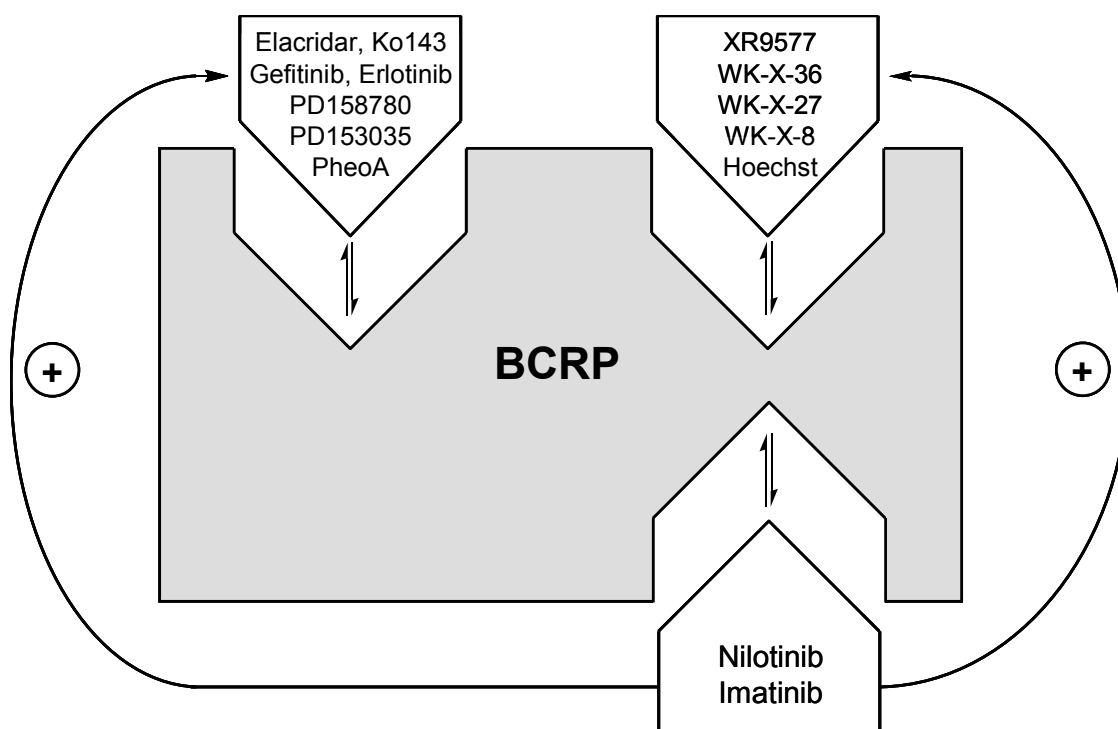 Elacridar, Ko143
Gefitinib, Erlotinib
PD158780
PD153035
PheoA
XR9577
WK-X-36
WK-X-27
WK-X-8
Hoechst
BCRP
+
+
Nilotinib
Imatinib